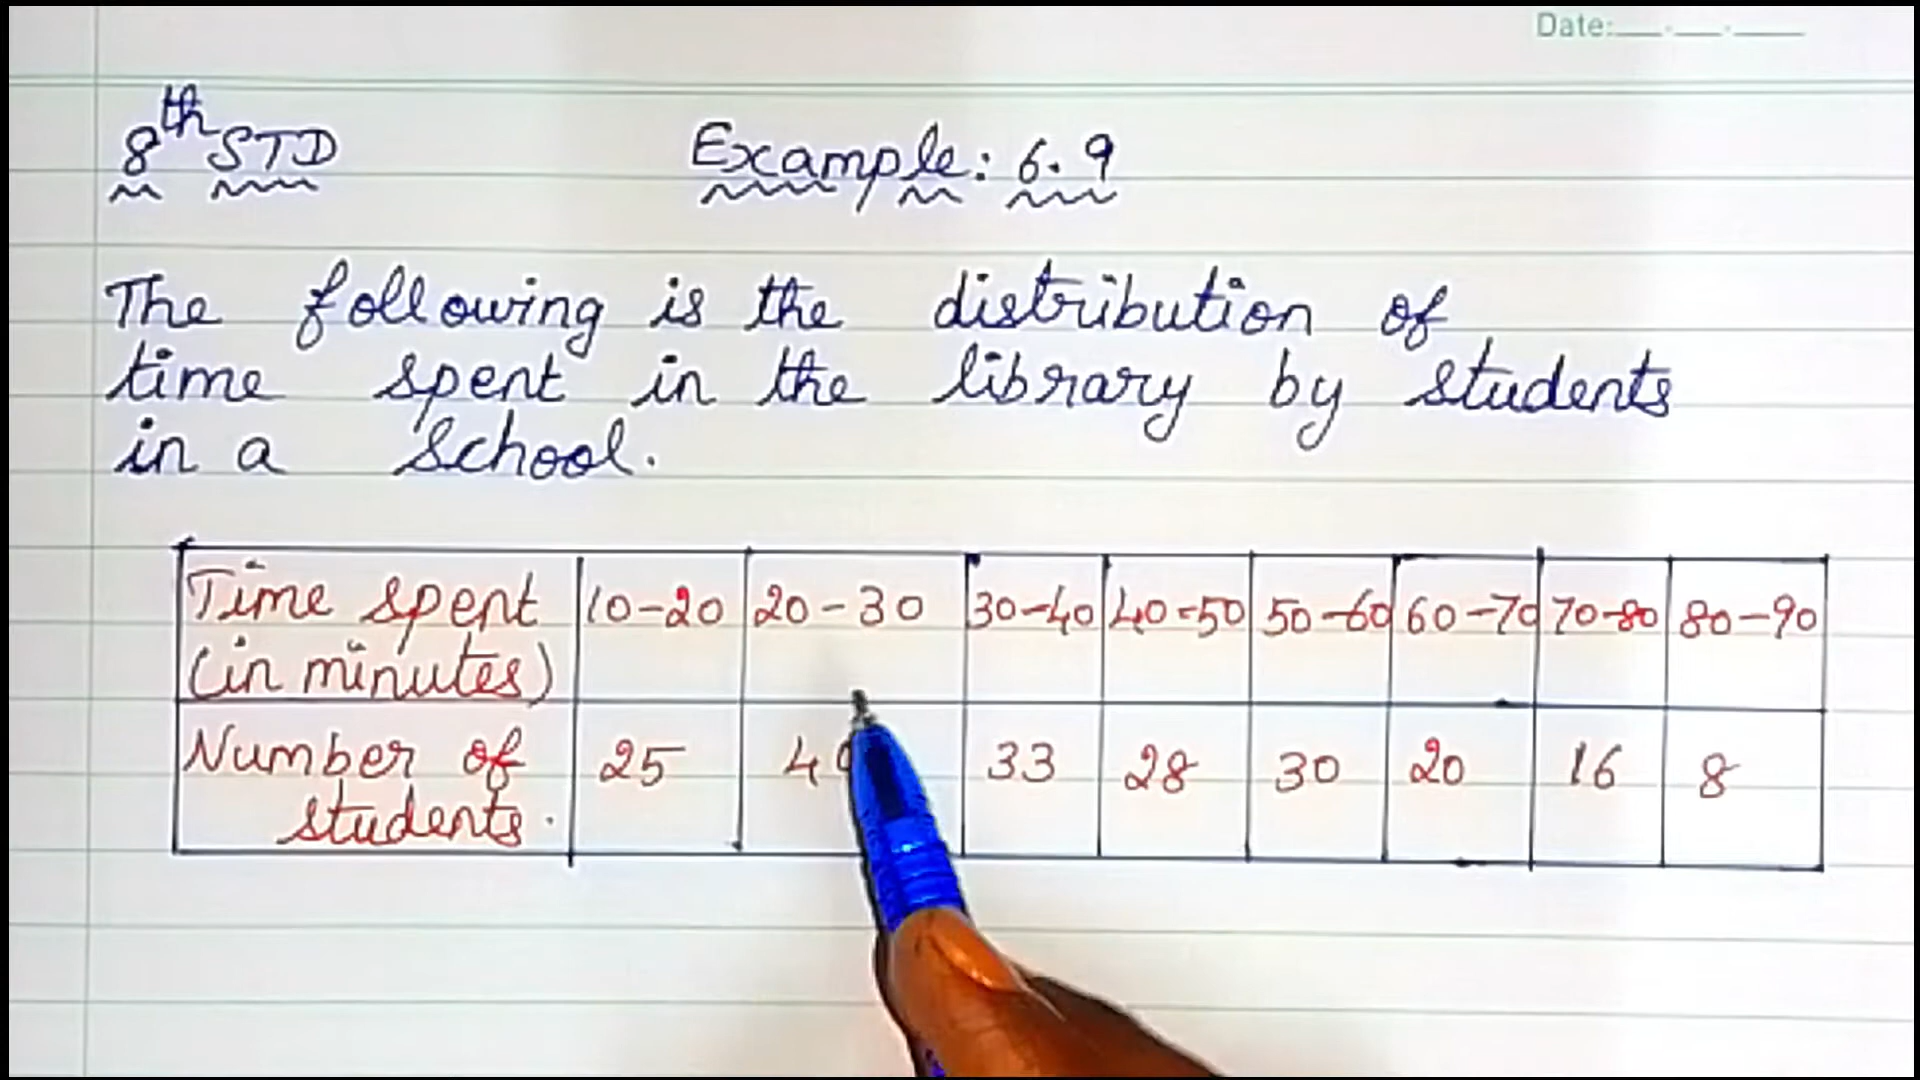 Date:
8th STD
Example: 6.9
The following is the distribution of
time spent in the library by students
in a school.
Time spent (in minutes) 10-20 20-30 30-40 40-50 50-60 60-70 70-80 80-90
Number of students. 25 33 28 30 20 16 8